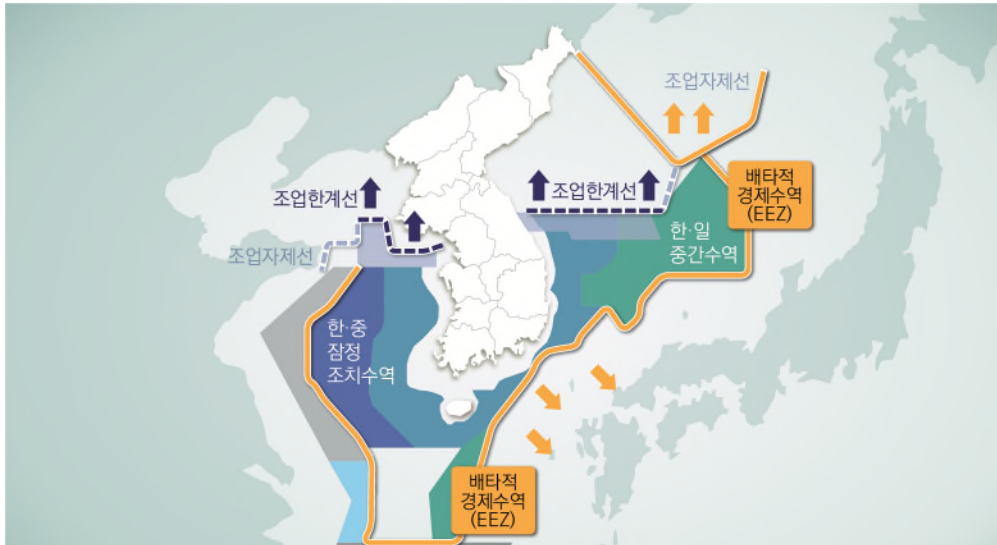 조업자제선
배타적
경제수역
(EEZ)
조업한계선
조업한계선
한·일
중간수역
조업자제선
한·중
잠정
조치수역
배타적
경제수역
(EEZ)